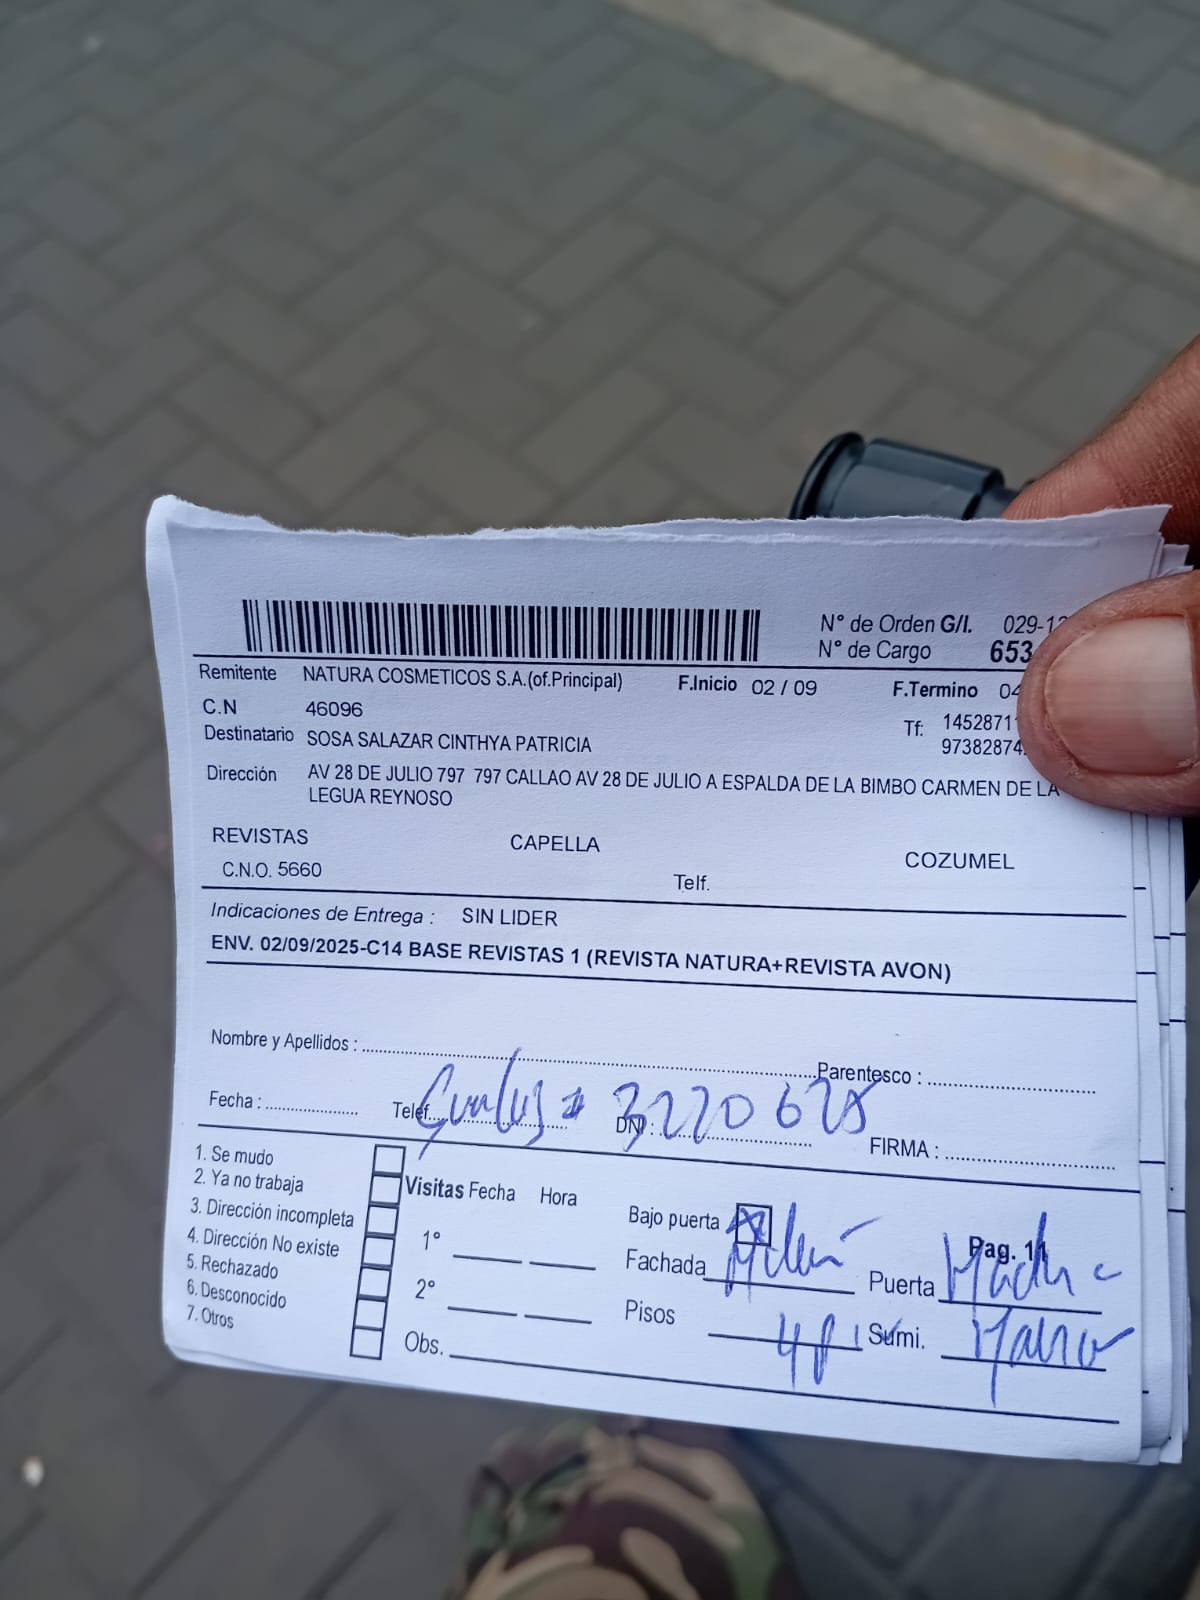 N° de Orden G/I. 029-12
N° de Cargo 653
Remitente NATURA COSMETICOS S.A.(of.Principal) F.Inicio 02 / 09 F.Termino 04
C.N 46096 Tf: 14528711
Destinatario SOSA SALAZAR CINTHYA PATRICIA 97382874
Dirección AV 28 DE JULIO 797 797 CALLAO AV 28 DE JULIO A ESPALDA DE LA BIMBO CARMEN DE LA
LEGUA REYNOSO
REVISTAS CAPELLA COZUMEL
C.N.O. 5660 Telf.
Indicaciones de Entrega : SIN LIDER
ENV. 02/09/2025-C14 BASE REVISTAS 1 (REVISTA NATURA+REVISTA AVON)
Nombre y Apellidos : Parentesco :
Fecha : Telef. DNI : 3220628 FIRMA :
1. Se mudo
2. Ya no trabaja
3. Dirección incompleta
4. Dirección No existe
5. Rechazado
6. Desconocido
7. Otros
Visitas Fecha Hora
1°
2°
Obs.
Bajo puerta Pag. 11
Fachada Puerta
Pisos Sumi.